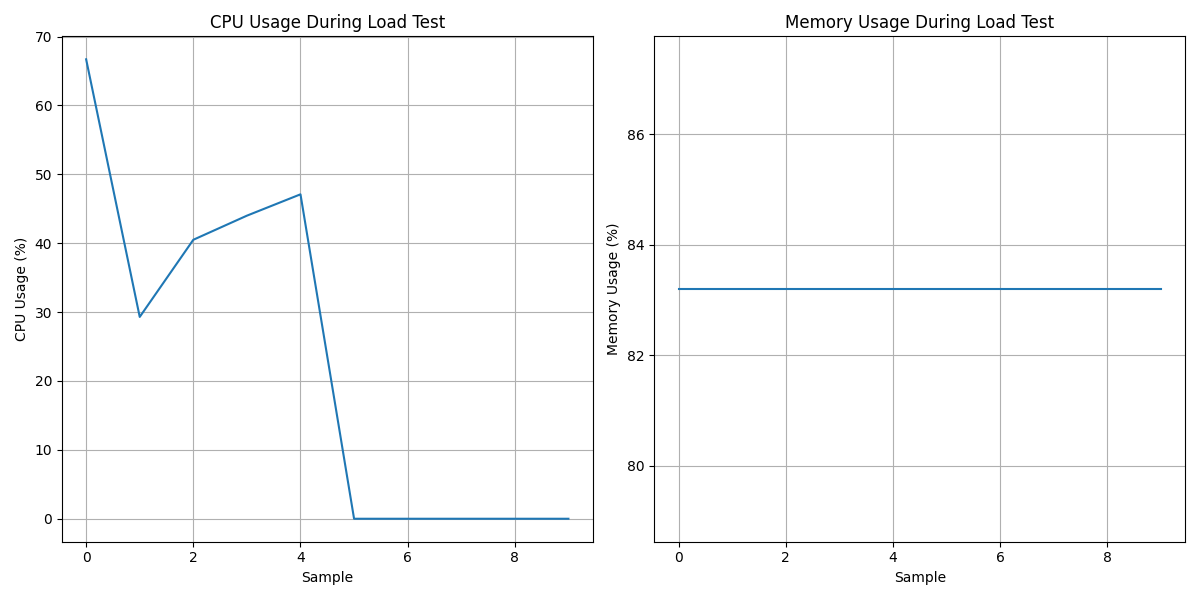 CPU Usage During Load Test
70
60
50
40
30
20
10
0
CPU Usage (%)
0 2 4 6 8
Sample
Memory Usage During Load Test
86
84
82
80
Memory Usage (%)
0 2 4 6 8
Sample